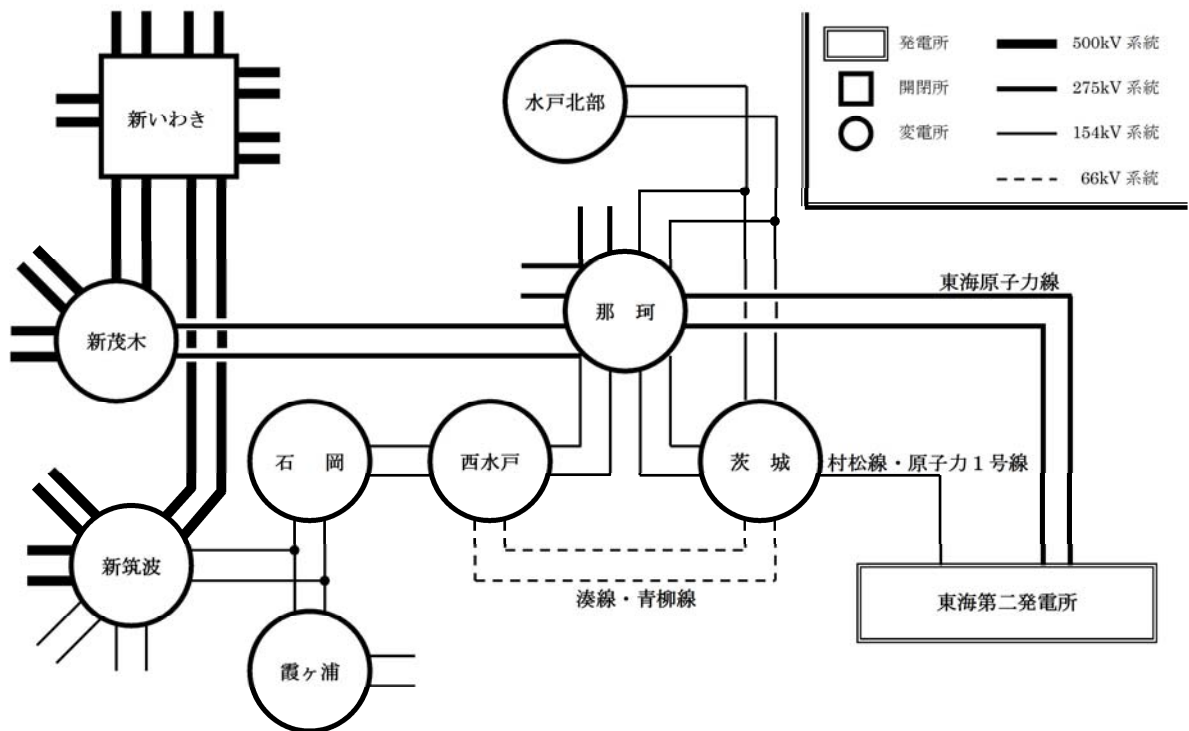 新いわき
水戸北部
発電所
500kV 系統
開閉所
275kV 系統
変電所
154kV 系統
66kV 系統
東海原子力線
那　珂
新茂木
石　岡
西水戸
茨　城
村松線・原子力１号線
新筑波
湊線・青柳線
東海第二発電所
霞ヶ浦